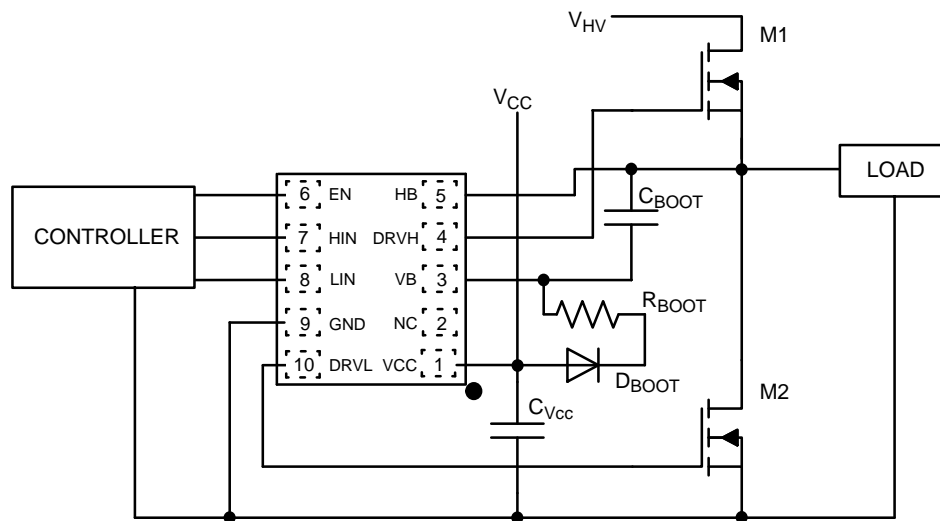 VHV
M1
VCC
6 EN HB 5
LOAD
CBOOT
CONTROLLER
7 HIN DRVH 4
8 LIN VB 3
RBOOT
9 GND NC 2
10 DRVL VCC 1
DBOOT
M2
CVcc